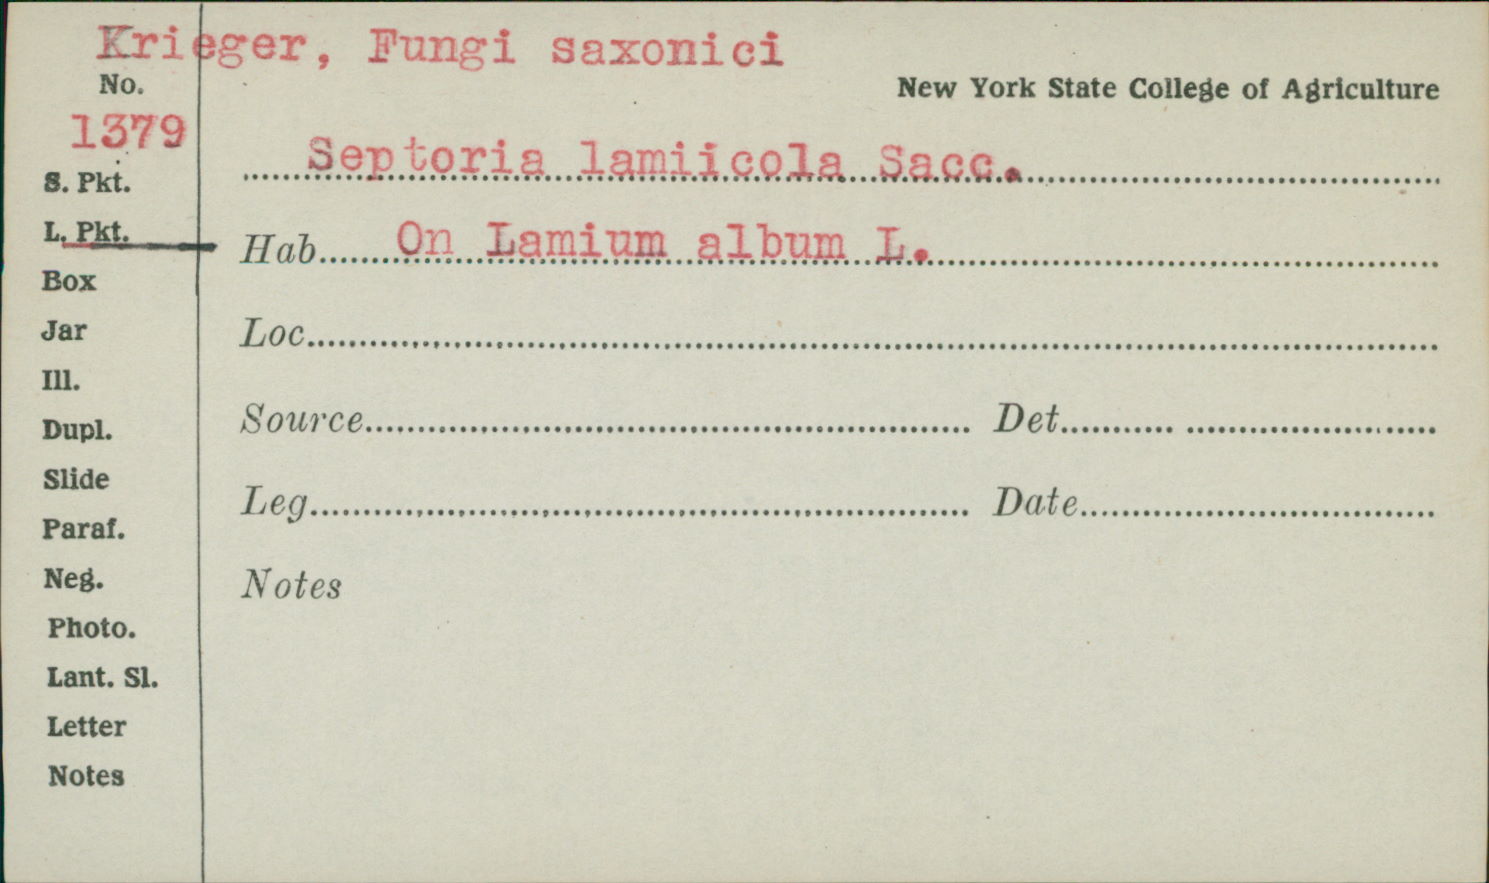 Krieger, Fungi saxonici
No.
New York State College of Agriculture
1379
Septoria lamiicola Sacc.
S. Pkt.
L. Pkt.
Hab. On Lamium album L.
Box
Jar
Loc.
Ill.
Dupl.
Source Det.
Slide
Leg. Date
Paraf.
Neg.
Notes
Photo.
Lant. Sl.
Letter
Notes